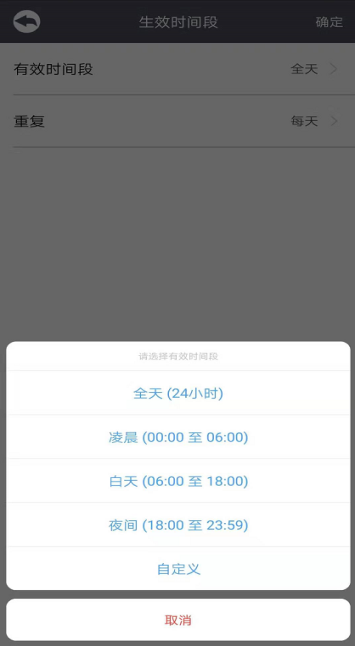 生效时间段 确定
有效时间段 全天
重复 每天
请选择有效时间段
全天 (24小时)
凌晨 (00:00 至 06:00)
白天 (06:00 至 18:00)
夜间 (18:00 至 23:59)
自定义
取消